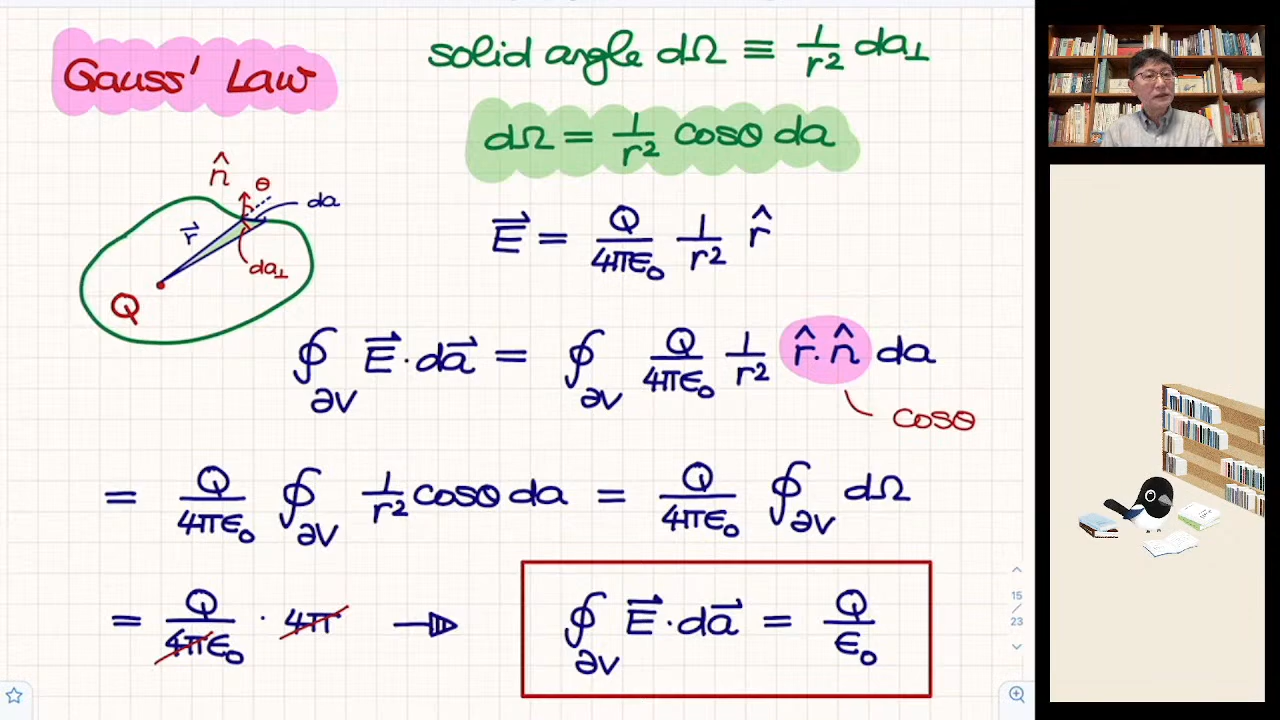 Gauss' Law
solid angle dΩ ≡ 1/r² da⊥
dΩ = 1/r² cosθ da
n̂ θ da
r⃗
da⊥
Q
E⃗ = Q/4πε₀ 1/r² r̂
∮∂V E⃗·da⃗ = ∮∂V Q/4πε₀ 1/r² r̂·n̂ da
cosθ
= Q/4πε₀ ∮∂V 1/r² cosθ da = Q/4πε₀ ∮∂V dΩ
= Q/4πε₀ · 4π → ∮∂V E⃗·da⃗ = Q/ε₀
15
/
23